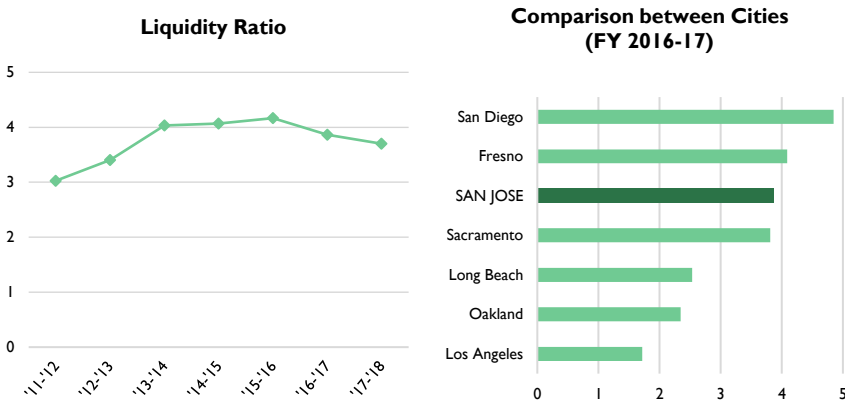 Liquidity Ratio
5
4
3
2
1
0
'11-'12
'12-'13
'13-'14
'14-'15
'15-'16
'16-'17
'17-'18
Comparison between Cities
(FY 2016-17)
San Diego
Fresno
SAN JOSE
Sacramento
Long Beach
Oakland
Los Angeles
0 1 2 3 4 5